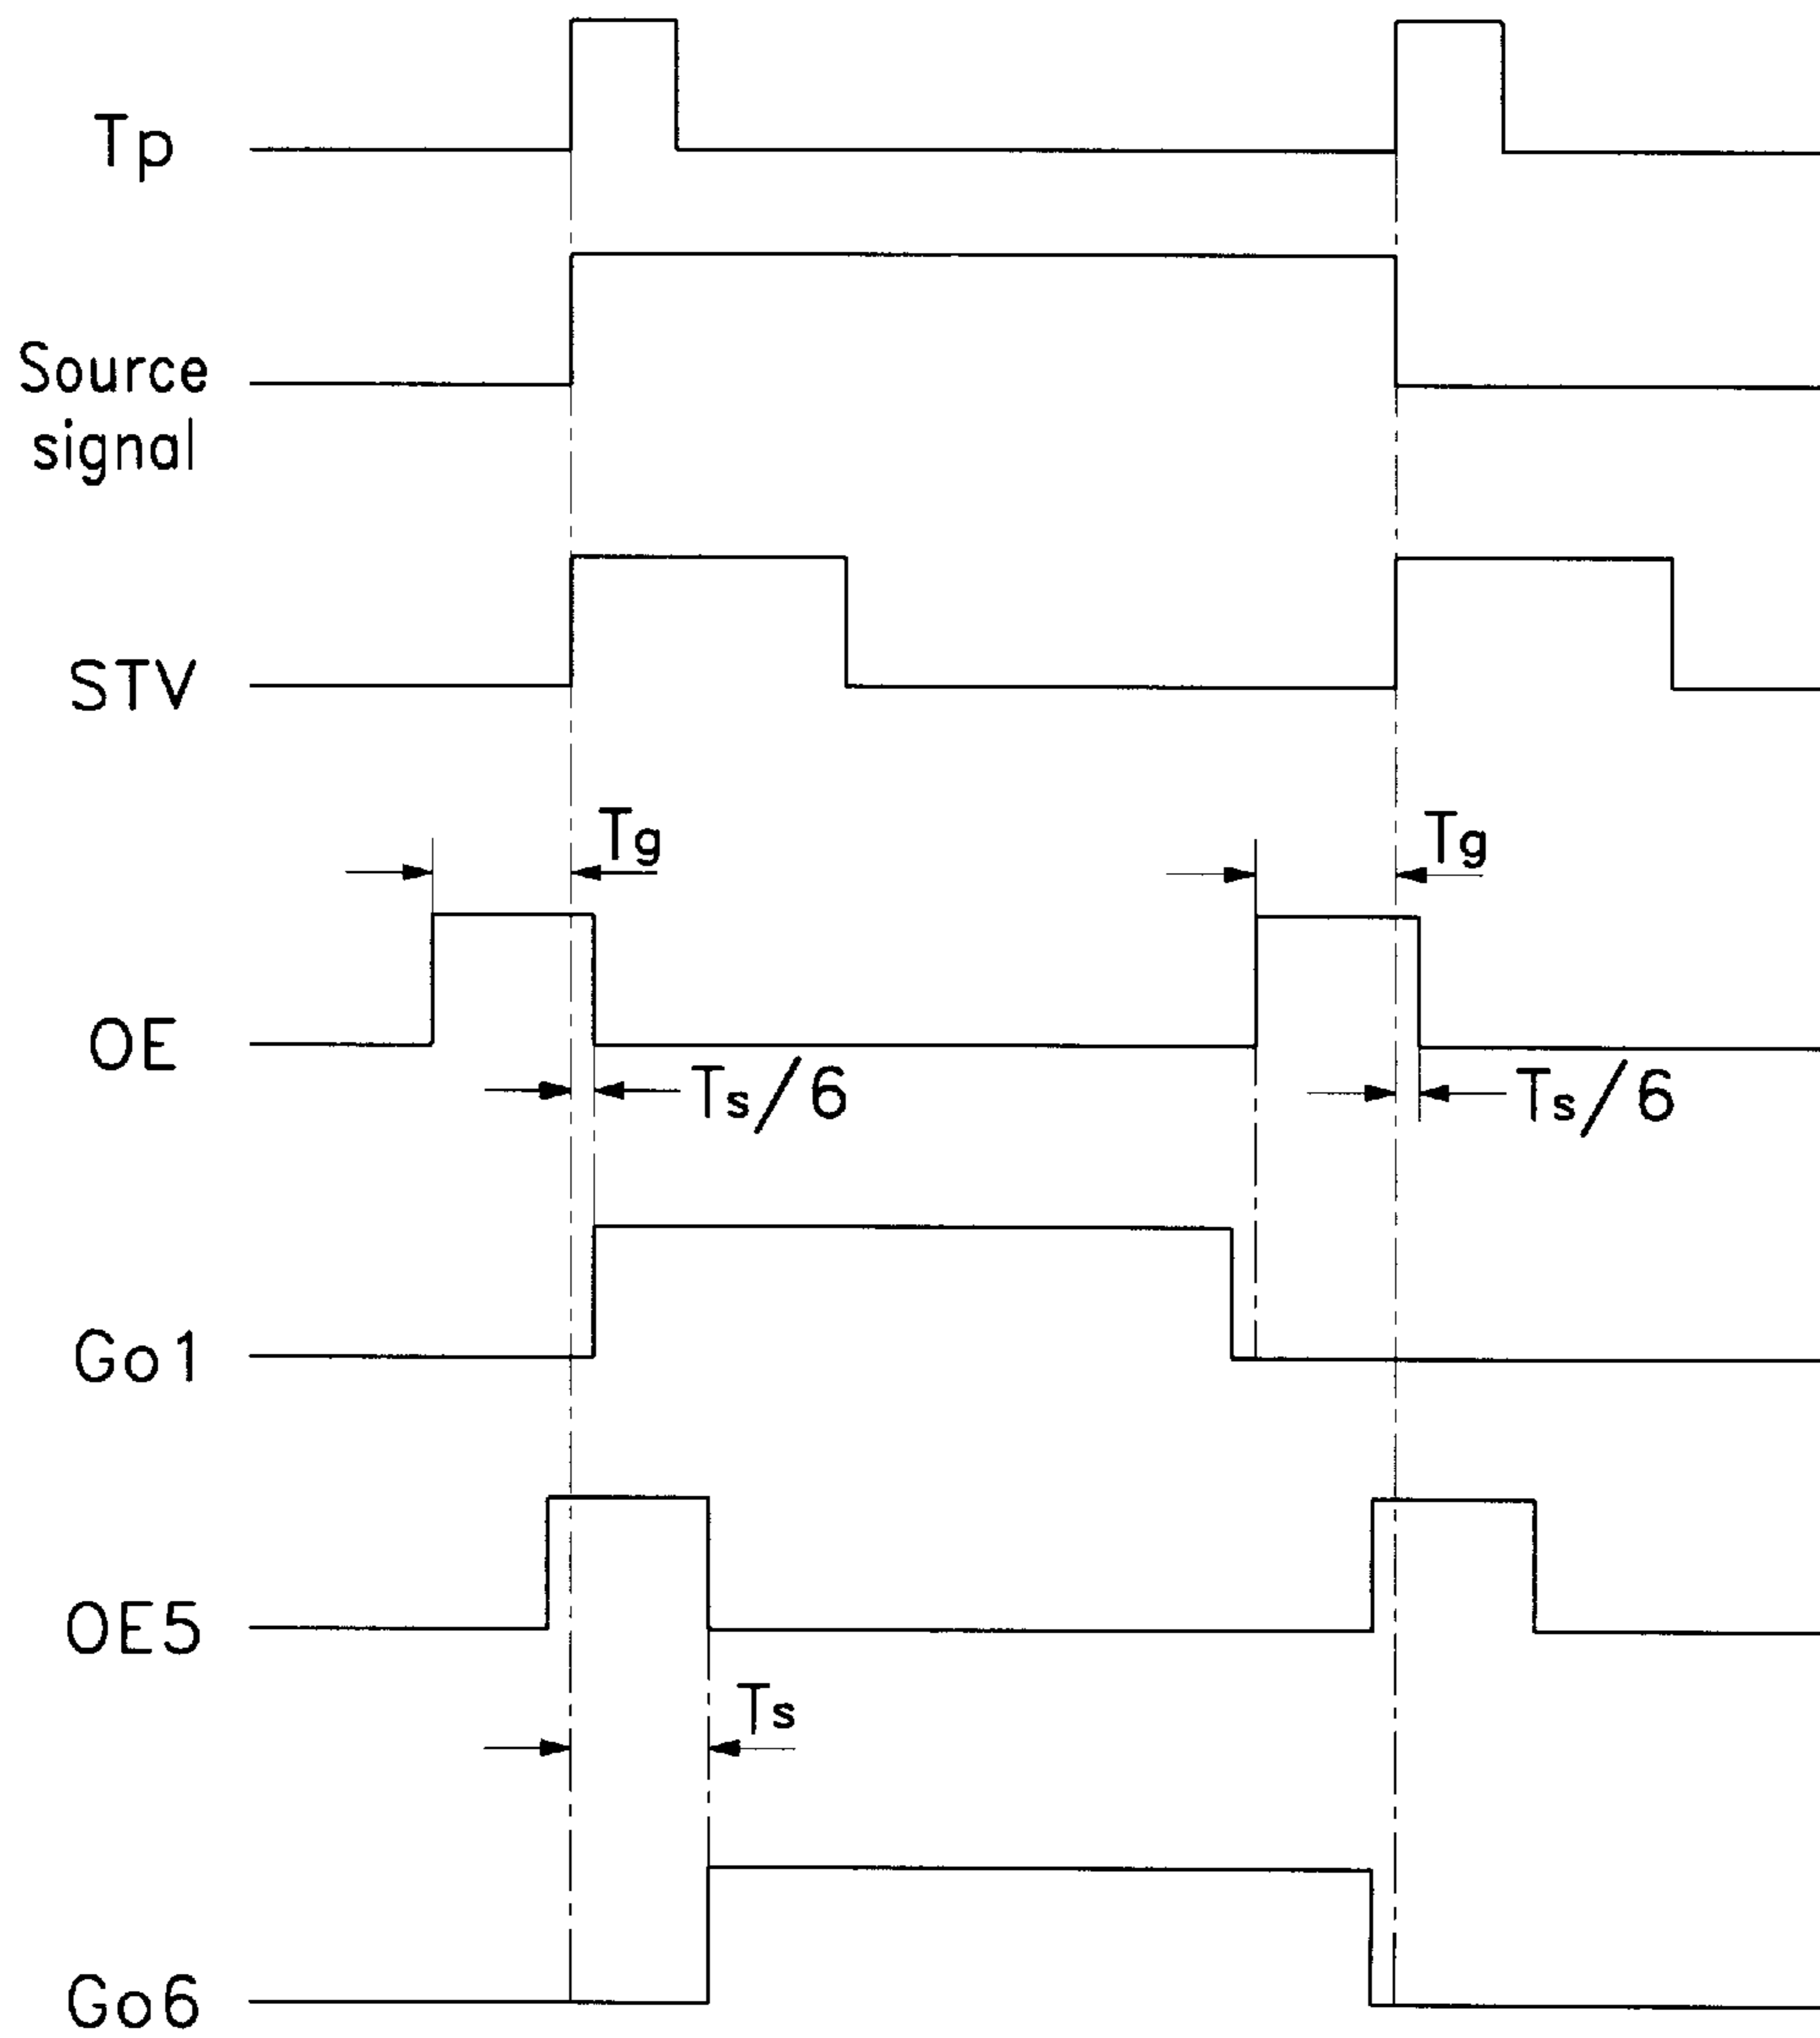 Tp
Source
signal
STV
Tg
Tg
OE
Ts/6
Ts/6
Go1
OE5
Ts
Go6